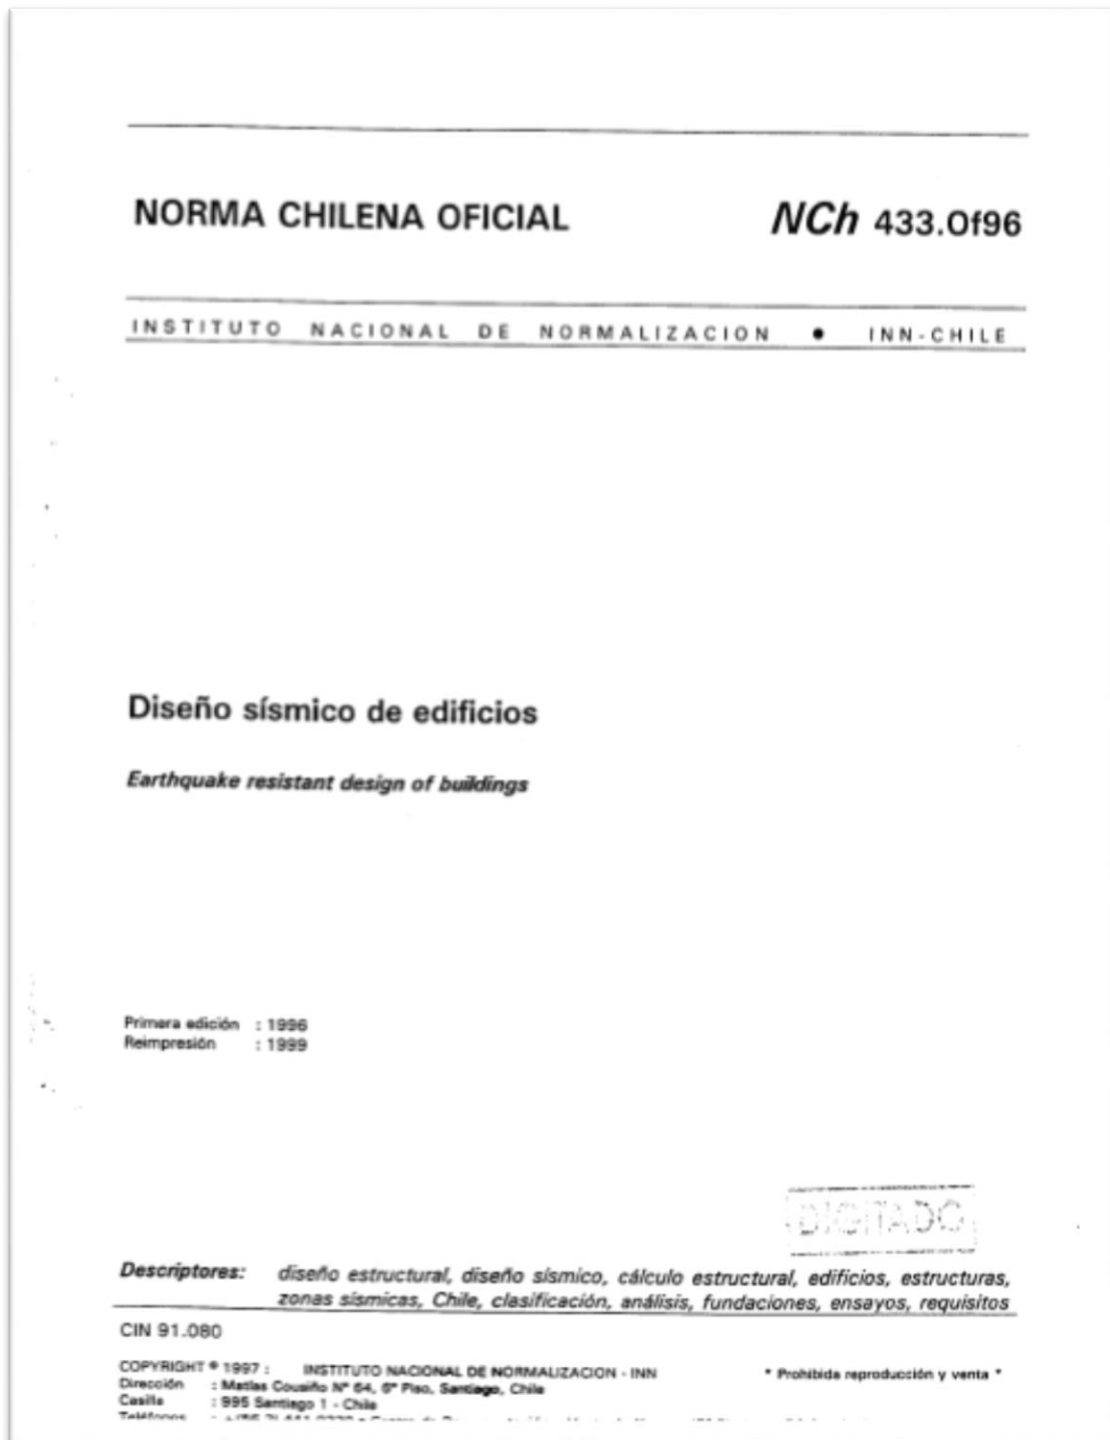 NORMA CHILENA OFICIAL NCh 433.Of96
INSTITUTO NACIONAL DE NORMALIZACION • INN-CHILE
Diseño sísmico de edificios
Earthquake resistant design of buildings
Primera edición : 1996
Reimpresión : 1999
DIGITADO
Descriptores: diseño estructural, diseño sísmico, cálculo estructural, edificios, estructuras,
zonas sísmicas, Chile, clasificación, análisis, fundaciones, ensayos, requisitos
CIN 91.080
COPYRIGHT © 1997 : INSTITUTO NACIONAL DE NORMALIZACION - INN * Prohibida reproducción y venta *
Dirección : Matías Cousiño Nº 64, 6º Piso, Santiago, Chile
Casilla : 995 Santiago 1 - Chile
Teléfonos :